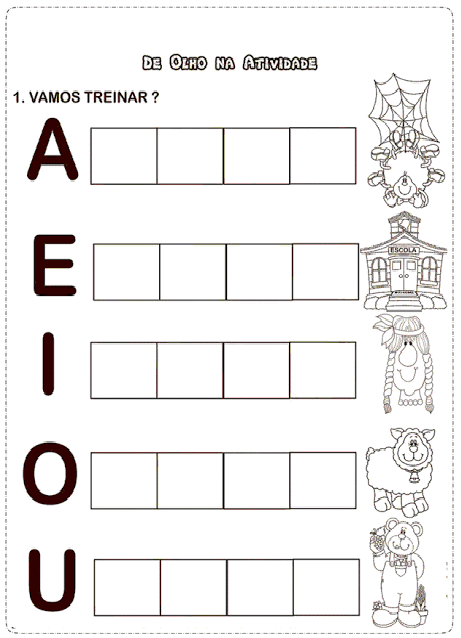 De Olho na Atividade
1. VAMOS TREINAR ?
A
ESCOLA
E
I
O
U